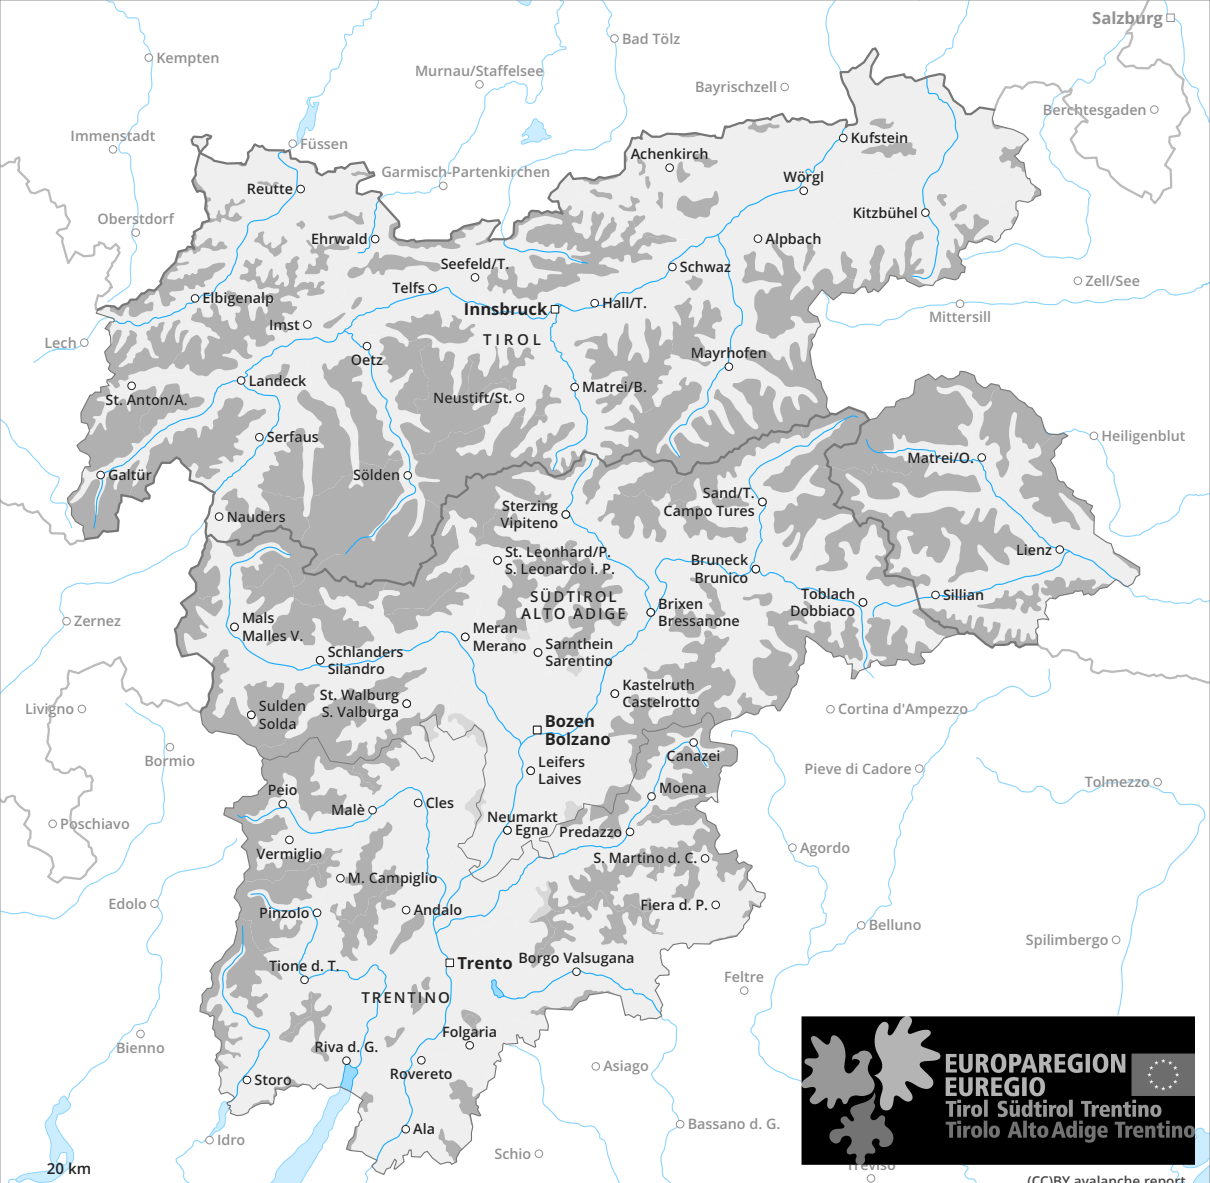 Salzburg
Bad Tölz
Kempten
Murnau/Staffelsee
Bayrischzell
Berchtesgaden
Immenstadt
Füssen
Kufstein
Achenkirch
Garmisch-Partenkirchen
Wörgl
Reutte
Oberstdorf
Kitzbühel
Ehrwald
Alpbach
Seefeld/T.
Schwaz
Zell/See
Telfs
Elbigenalp
Hall/T.
Innsbruck
Mittersill
Imst
TIROL
Lech
Oetz
Mayrhofen
Landeck
Matrei/B.
St. Anton/A.
Neustift/St.
Serfaus
Heiligenblut
Matrei/O.
Galtür
Sölden
Sand/T.
Campo Tures
Sterzing
Vipiteno
Nauders
St. Leonhard/P.
S. Leonardo i. P.
Lienz
Bruneck
Brunico
SÜDTIROL
ALTO ADIGE
Toblach
Dobbiaco
Sillian
Brixen
Bressanone
Zernez
Mals
Malles V.
Meran
Merano
Sarnthein
Sarentino
Schlanders
Silandro
Kastelruth
Castelrotto
St. Walburg
S. Valburga
Sulden
Solda
Livigno
Cortina d'Ampezzo
Bozen
Bolzano
Bormio
Canazei
Leifers
Laives
Pieve di Cadore
Tolmezzo
Peio
Moena
Malè
Cles
Neumarkt
Egna
Predazzo
Poschiavo
Vermiglio
Agordo
S. Martino d. C.
M. Campiglio
Edolo
Pinzolo
Andalo
Fiera d. P.
Belluno
Spilimbergo
Trento
Borgo Valsugana
Tione d. T.
Feltre
TRENTINO
Folgaria
Bienno
Riva d. G.
Rovereto
Asiago
Storo
EUROPAREGION
EUREGIO
Tirol Südtirol Trentino
Tirolo Alto Adige Trentino
Bassano d. G.
Ala
Idro
Schio
Treviso
20 km
(CC)BY avalanche.report